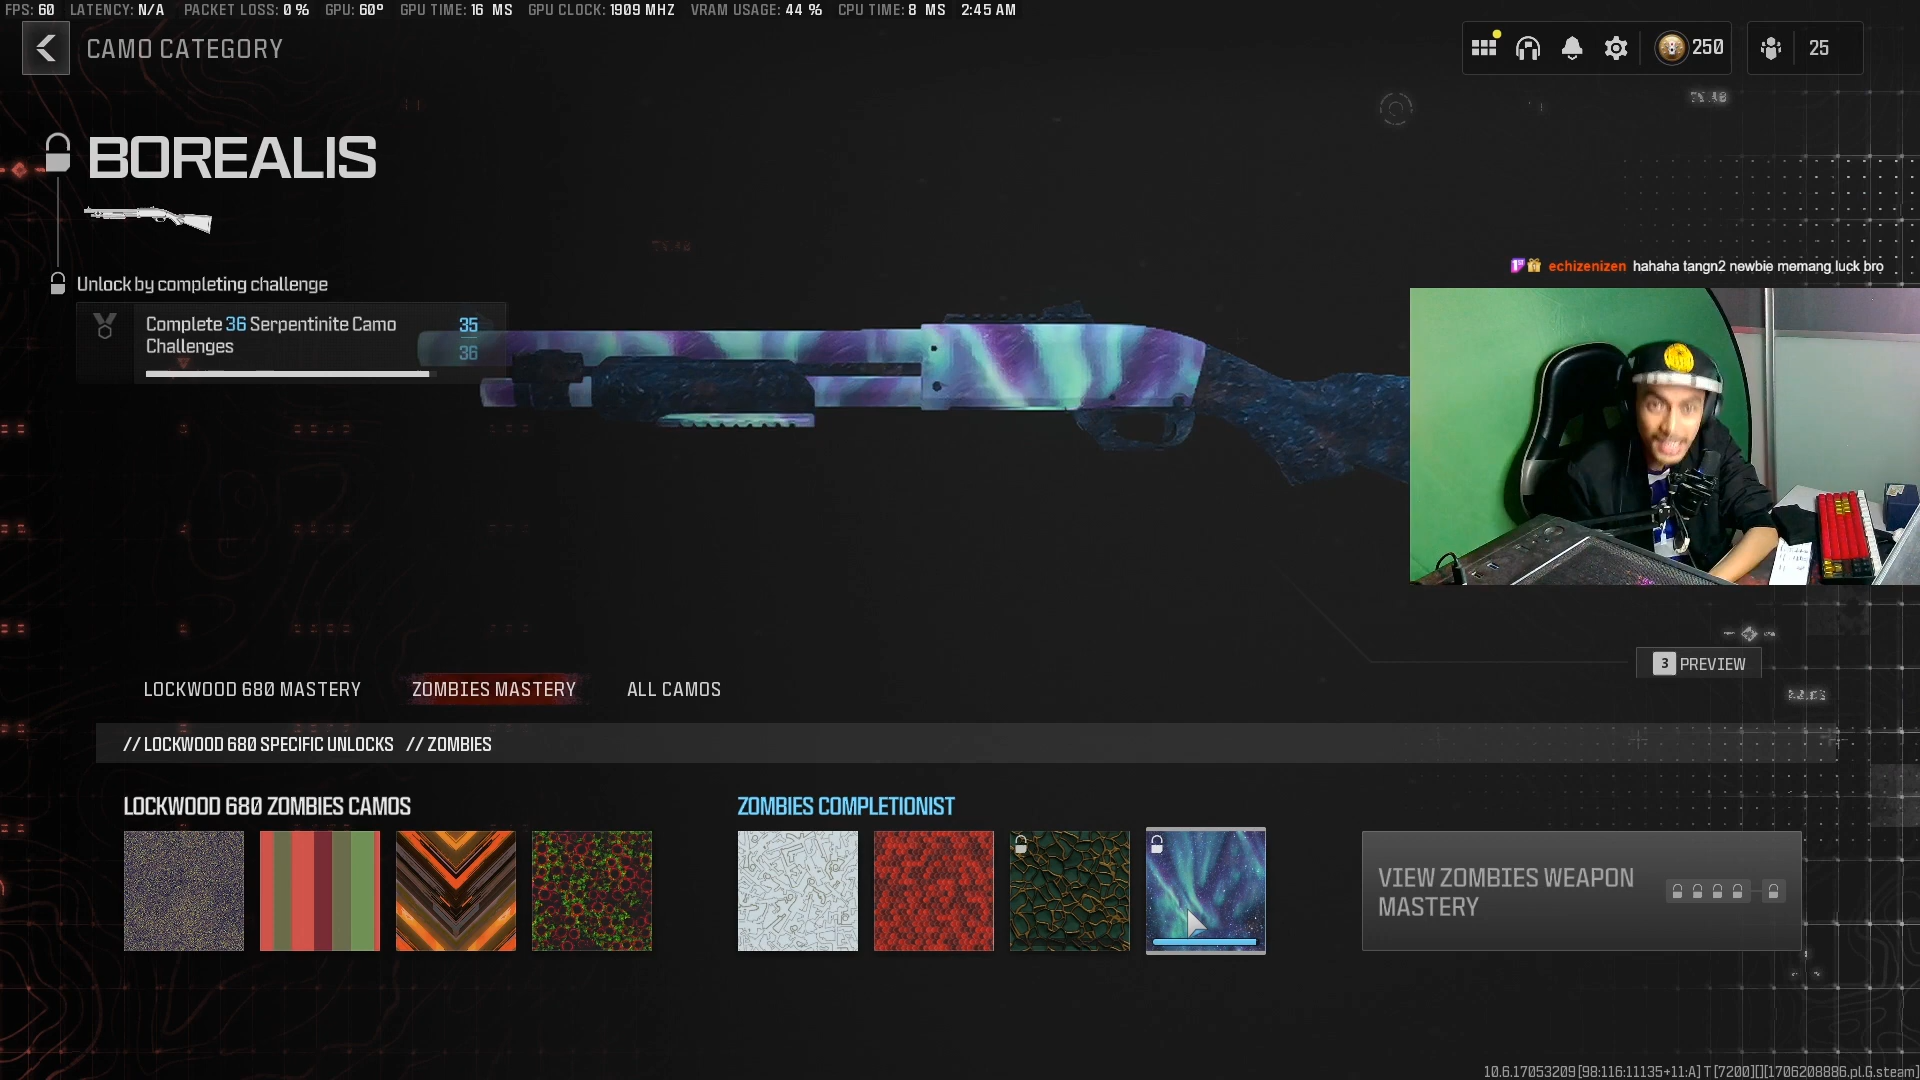 FPS: 60 LATENCY: N/A PACKET LOSS: 0 % GPU: 60° GPU TIME: 16 MS GPU CLOCK: 1909 MHZ VRAM USAGE: 44 % CPU TIME: 8 MS 2:45 AM
CAMO CATEGORY
250
25
BOREALIS
Unlock by completing challenge
Complete 36 Serpentinite Camo
Challenges
35
36
echizenizen hahaha tangn2 newbie memang luck bro
3 PREVIEW
LOCKWOOD 680 MASTERY ZOMBIES MASTERY ALL CAMOS
// LOCKWOOD 680 SPECIFIC UNLOCKS // ZOMBIES
LOCKWOOD 680 ZOMBIES CAMOS
ZOMBIES COMPLETIONIST
VIEW ZOMBIES WEAPON
MASTERY
10.6.17053209[98:116:11135+11:A] T [7200][][1706208886.pl.G.steam]